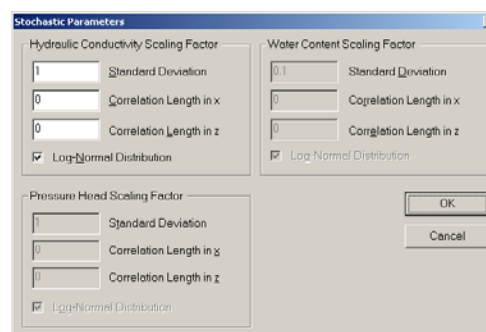 Stochastic Parameters
Hydraulic Conductivity Scaling Factor
1 Standard Deviation
0 Correlation Length in x
0 Correlation Length in z
Log-Normal Distribution
Water Content Scaling Factor
0.1 Standard Deviation
0 Correlation Length in x
0 Correlation Length in z
Log-Normal Distribution
Pressure Head Scaling Factor
1 Standard Deviation
0 Correlation Length in x
0 Correlation Length in z
Log-Normal Distribution
OK
Cancel